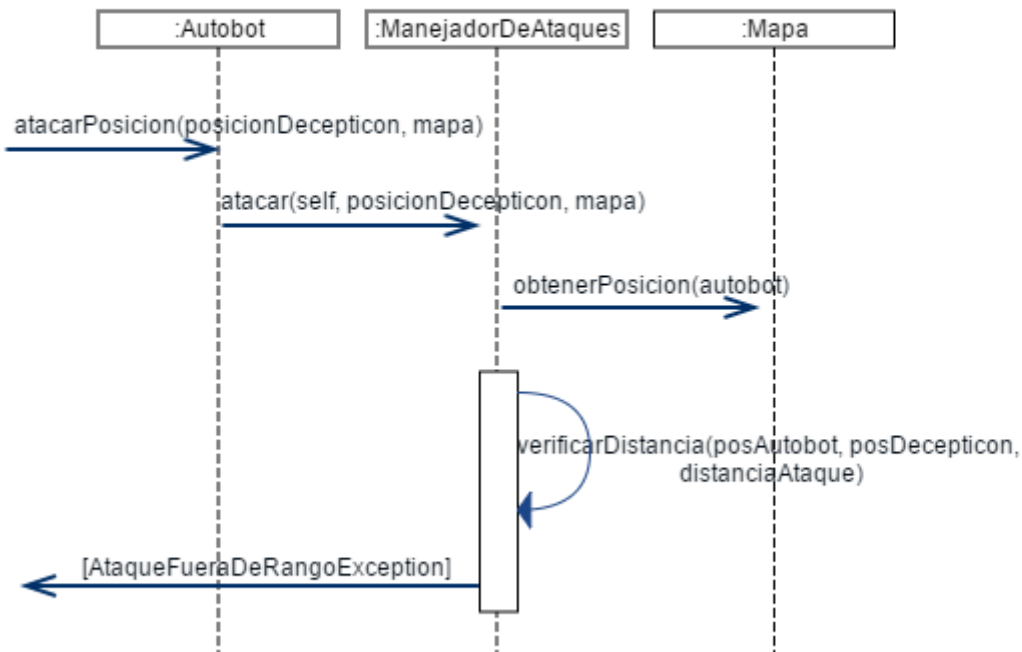 :Autobot
:ManejadorDeAtaques
:Mapa
atacarPosicion(posicionDecepticon, mapa)
atacar(self, posicionDecepticon, mapa)
obtenerPosicion(autobot)
verificarDistancia(posAutobot, posDecepticon,
distanciaAtaque)
[AtaqueFueraDeRangoException]